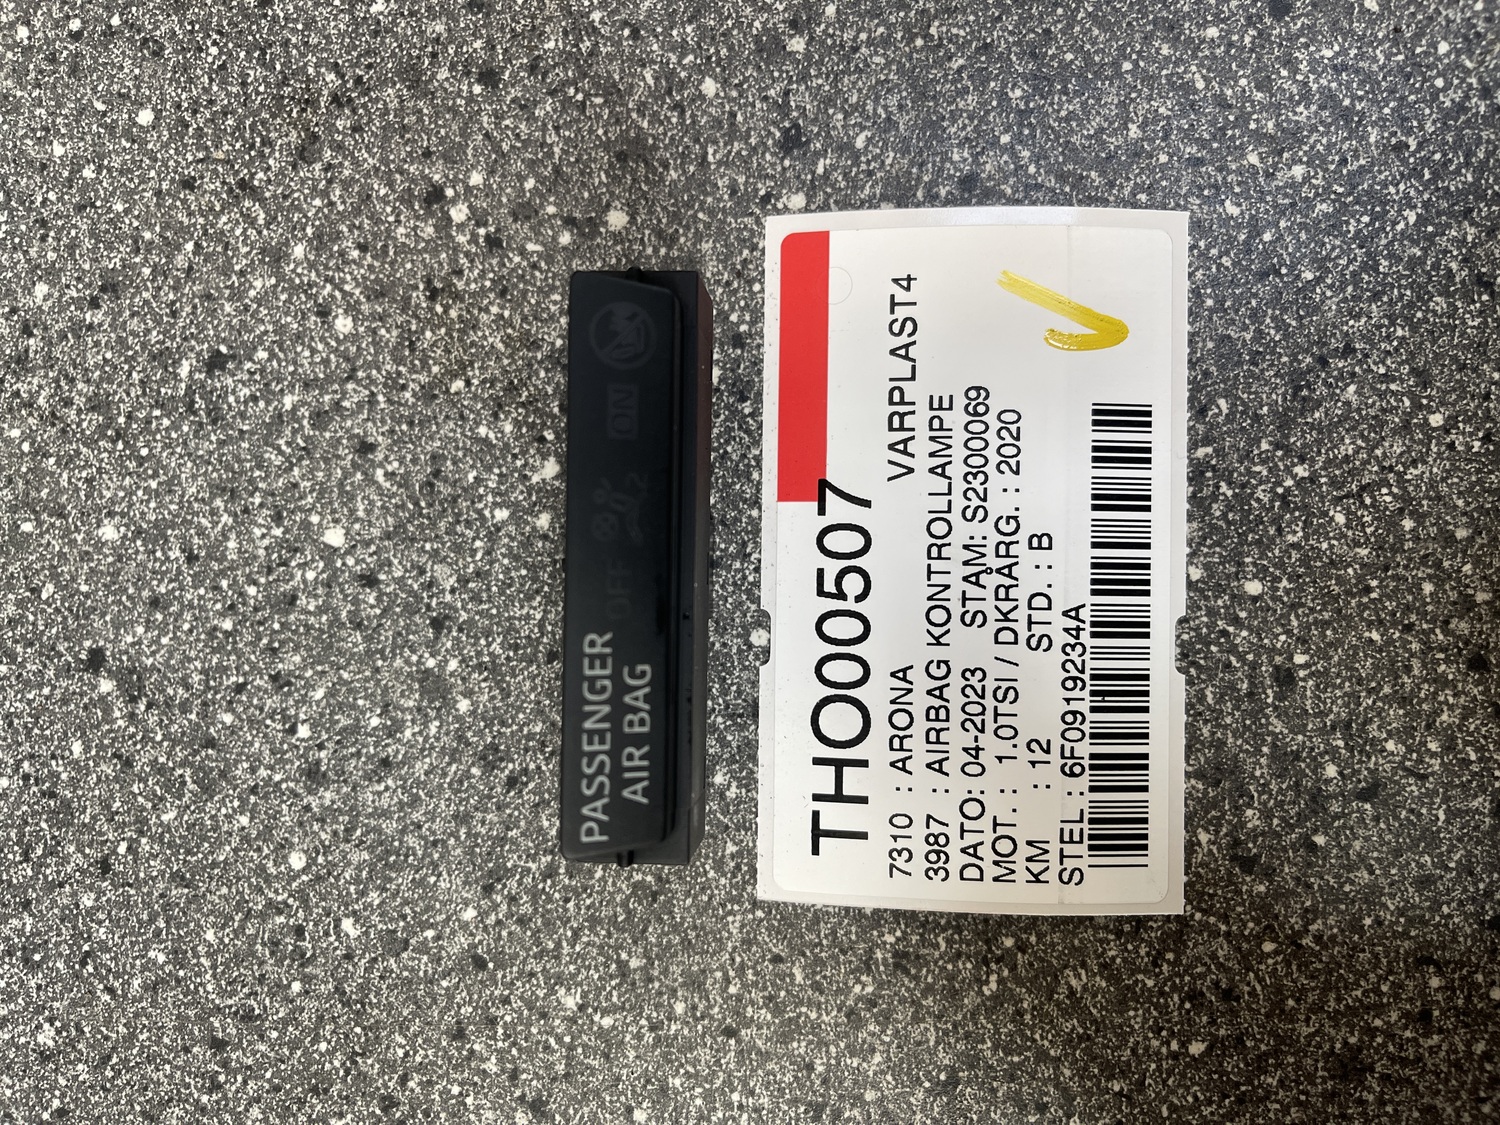 PASSENGER
AIR BAG
OFF
ON
THO00507
VARPLAST4
7310 : ARONA
3987 : AIRBAG KONTROLLAMPE
DATO: 04-2023 STAM: S2300069
MOT. : 1.0TSI / DKRÅRG. : 2020
KM : 12 STD. : B
STEL : 6F0919234A